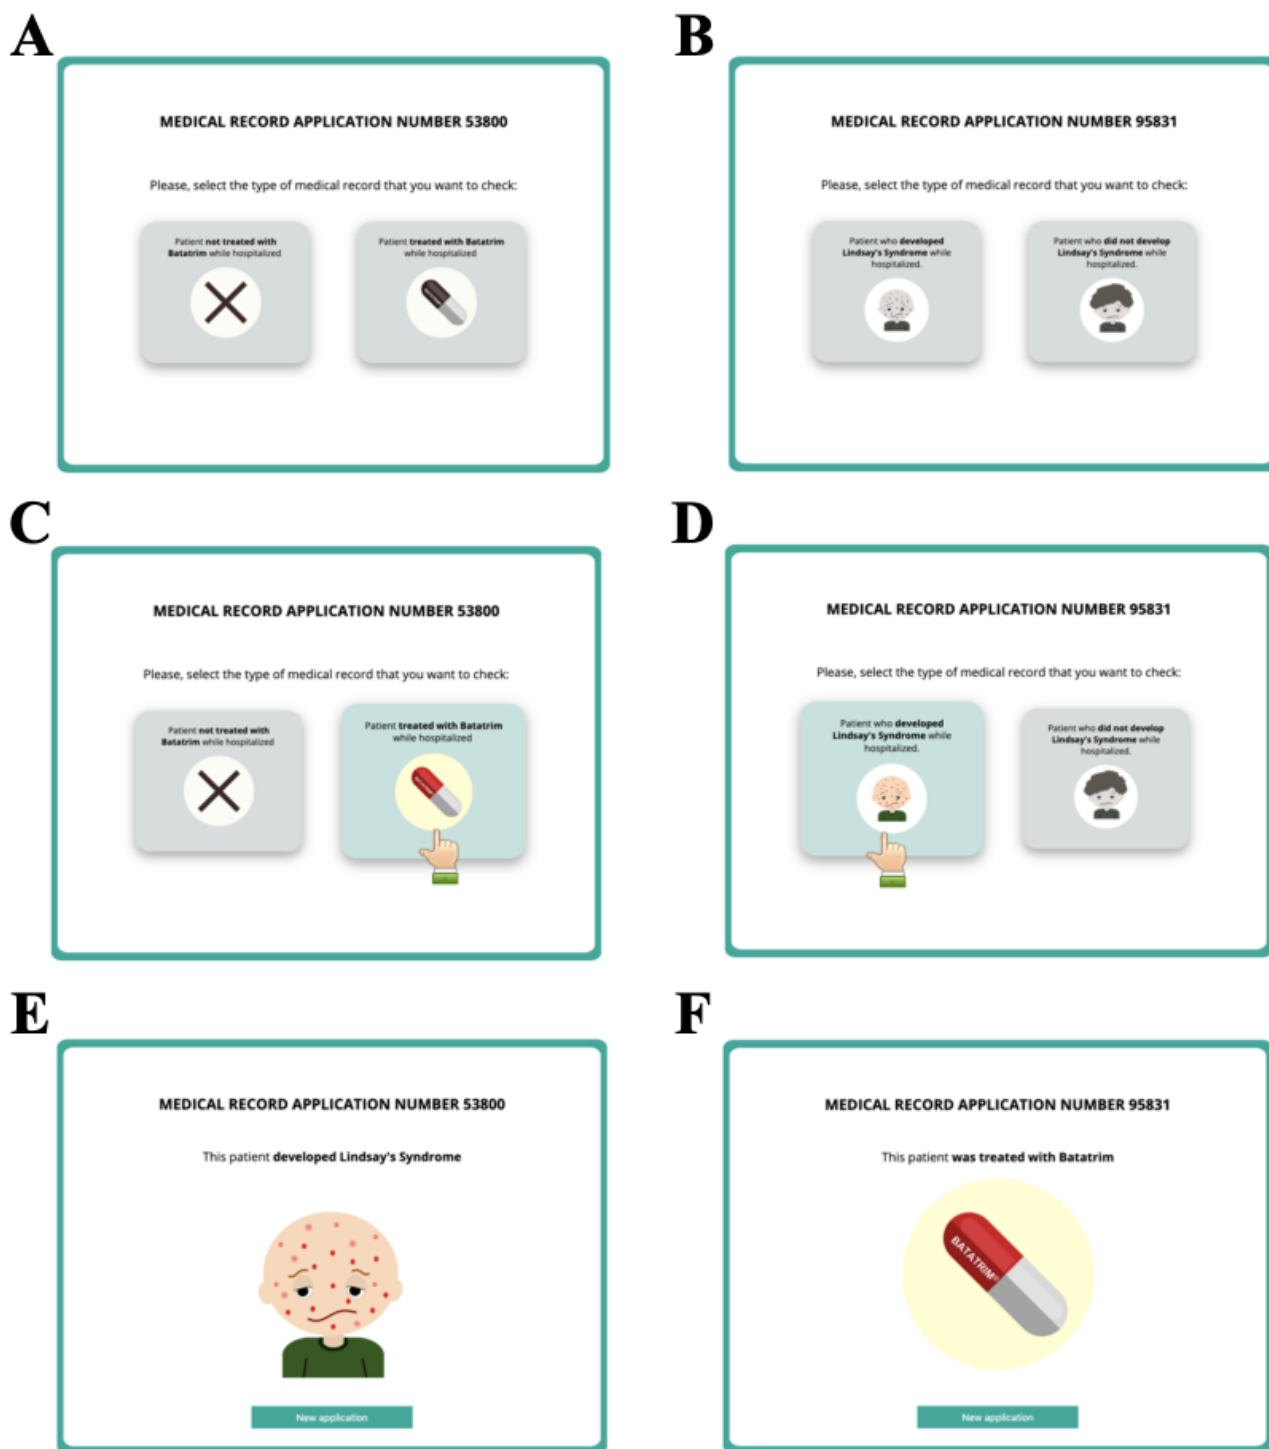 A
MEDICAL RECORD APPLICATION NUMBER 53800
Please, select the type of medical record that you want to check:
Patient not treated with
Batatrim while hospitalized
Patient treated with Batatrim
while hospitalized
B
MEDICAL RECORD APPLICATION NUMBER 95831
Please, select the type of medical record that you want to check:
Patient who developed
Lindsay's Syndrome while
hospitalized.
Patient who did not develop
Lindsay's Syndrome while
hospitalized.
C
MEDICAL RECORD APPLICATION NUMBER 53800
Please, select the type of medical record that you want to check:
Patient not treated with
Batatrim while hospitalized
Patient treated with Batatrim
while hospitalized
D
MEDICAL RECORD APPLICATION NUMBER 95831
Please, select the type of medical record that you want to check:
Patient who developed
Lindsay's Syndrome while
hospitalized.
Patient who did not develop
Lindsay's Syndrome while
hospitalized.
E
MEDICAL RECORD APPLICATION NUMBER 53800
This patient developed Lindsay's Syndrome
New application
F
MEDICAL RECORD APPLICATION NUMBER 95831
This patient was treated with Batatrim
BATATRIM®
New application